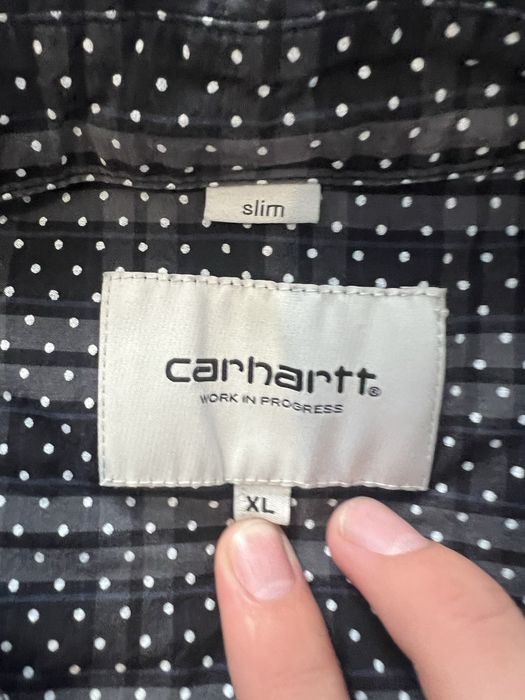 slim
carhartt®
WORK IN PROGRESS
XL